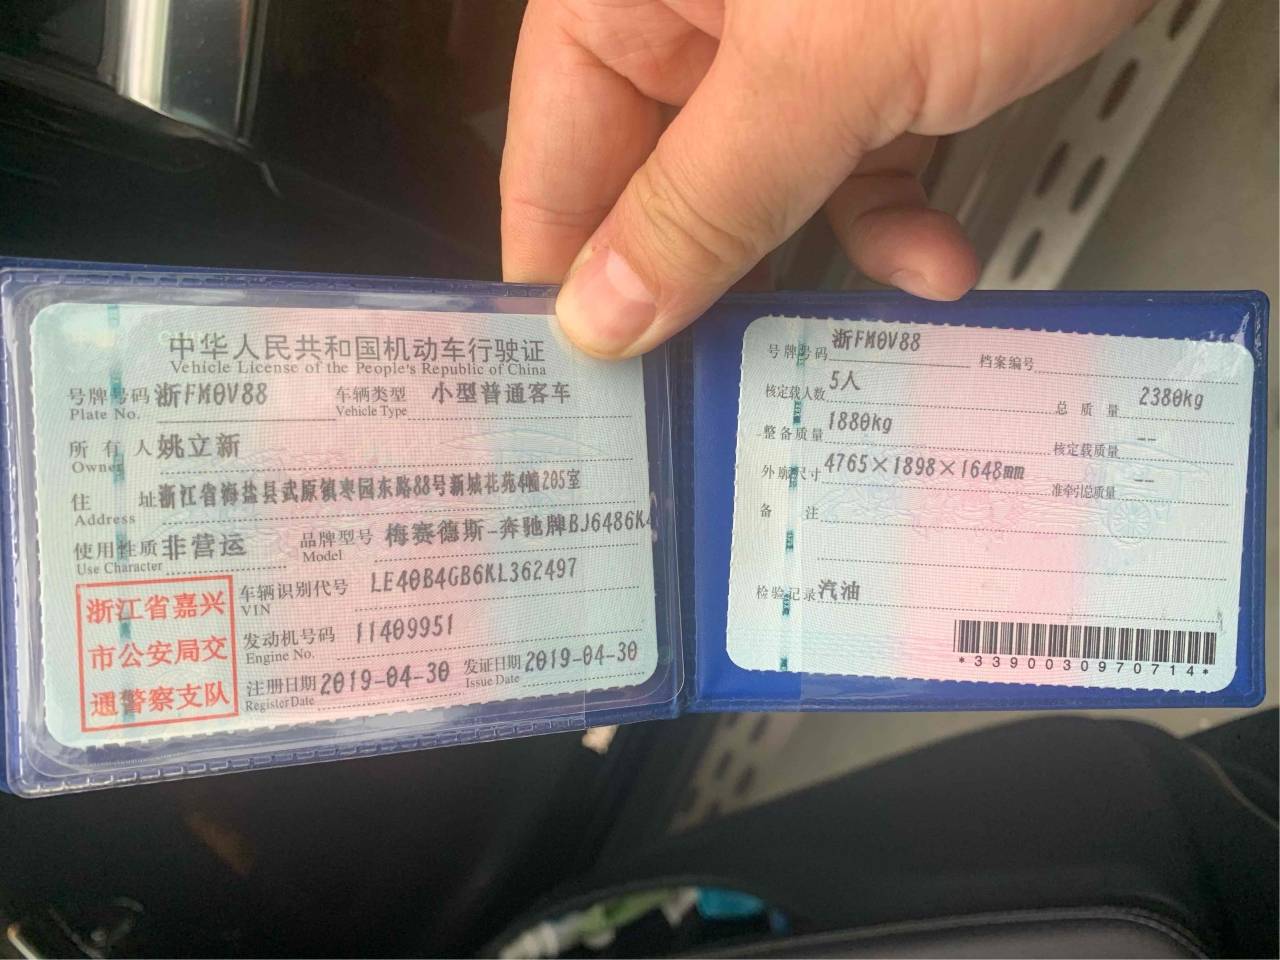 中华人民共和国机动车行驶证
Vehicle License of the People's Republic of China
号牌号码 浙FM0V88 车辆类型 小型普通客车
Plate No. Vehicle Type
所有人 姚立新
Owner
住址 浙江省海盐县武原镇枣园东路88号新城花苑4幢205室
Address
使用性质 非营运 品牌型号 梅赛德斯-奔驰牌BJ6486K
Use Character Model
浙江省嘉兴
市公安局交
通警察支队
车辆识别代号 LE40B4GB6KL362497
VIN
发动机号码 11409951
Engine No.
注册日期 2019-04-30 发证日期 2019-04-30
Register Date Issue Date
号牌号码 浙FM0V88 档案编号
核定载人数 5人 总质量 2380kg
整备质量 1880kg 核定载质量 --
外廓尺寸 4765×1898×1648mm 准牵引总质量 --
备注
检验记录 汽油
*3390030970714*